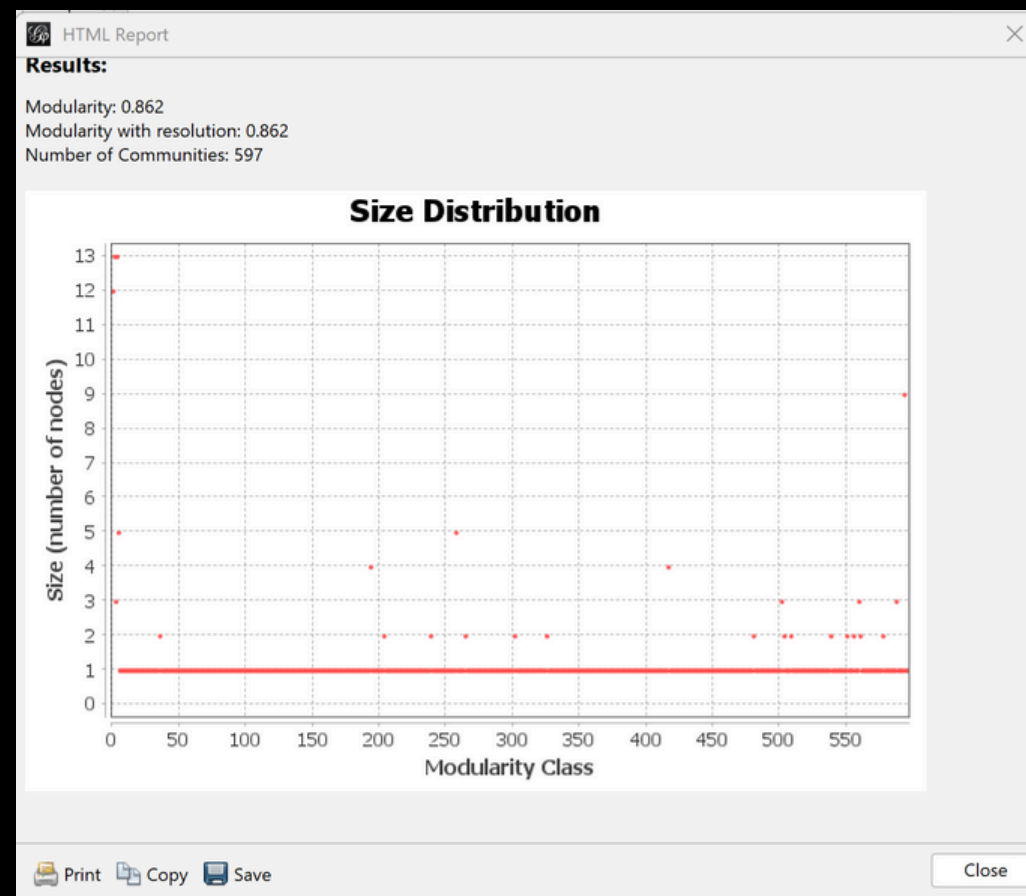 HTML Report
Results:
Modularity: 0.862
Modularity with resolution: 0.862
Number of Communities: 597
Size Distribution
13
12
11
10
9
8
7
6
5
4
3
2
1
0
Size (number of nodes)
0 50 100 150 200 250 300 350 400 450 500 550
Modularity Class
Print Copy Save Close